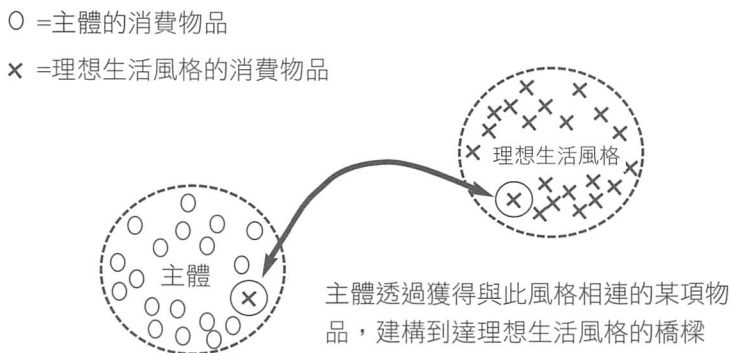 ○ =主體的消費物品
× =理想生活風格的消費物品
理想生活風格
主體
主體透過獲得與此風格相連的某項物
品，建構到達理想生活風格的橋樑